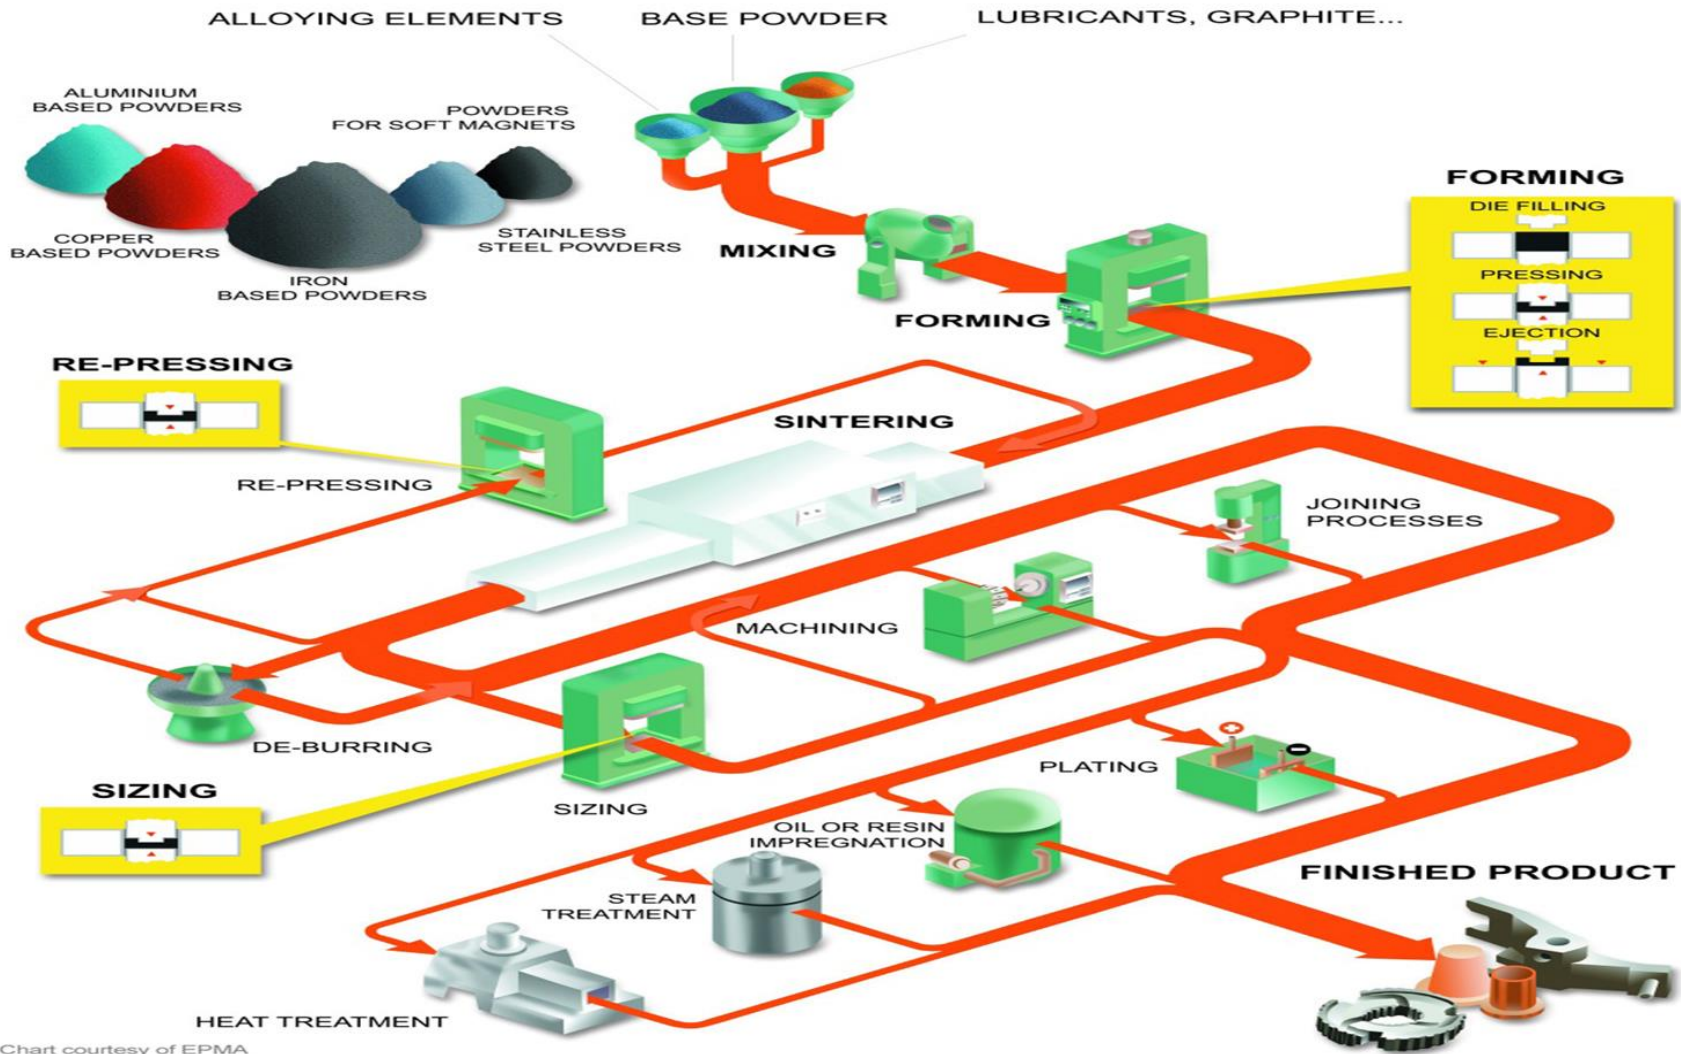 ALLOYING ELEMENTS
BASE POWDER
LUBRICANTS, GRAPHITE...
ALUMINIUM
BASED POWDERS
POWDERS
FOR SOFT MAGNETS
COPPER
BASED POWDERS
STAINLESS
STEEL POWDERS
IRON
BASED POWDERS
MIXING
FORMING
FORMING
DIE FILLING
PRESSING
EJECTION
RE-PRESSING
RE-PRESSING
SINTERING
JOINING
PROCESSES
MACHINING
DE-BURRING
SIZING
SIZING
PLATING
OIL OR RESIN
IMPREGNATION
STEAM
TREATMENT
HEAT TREATMENT
FINISHED PRODUCT
Chart courtesy of EPMA